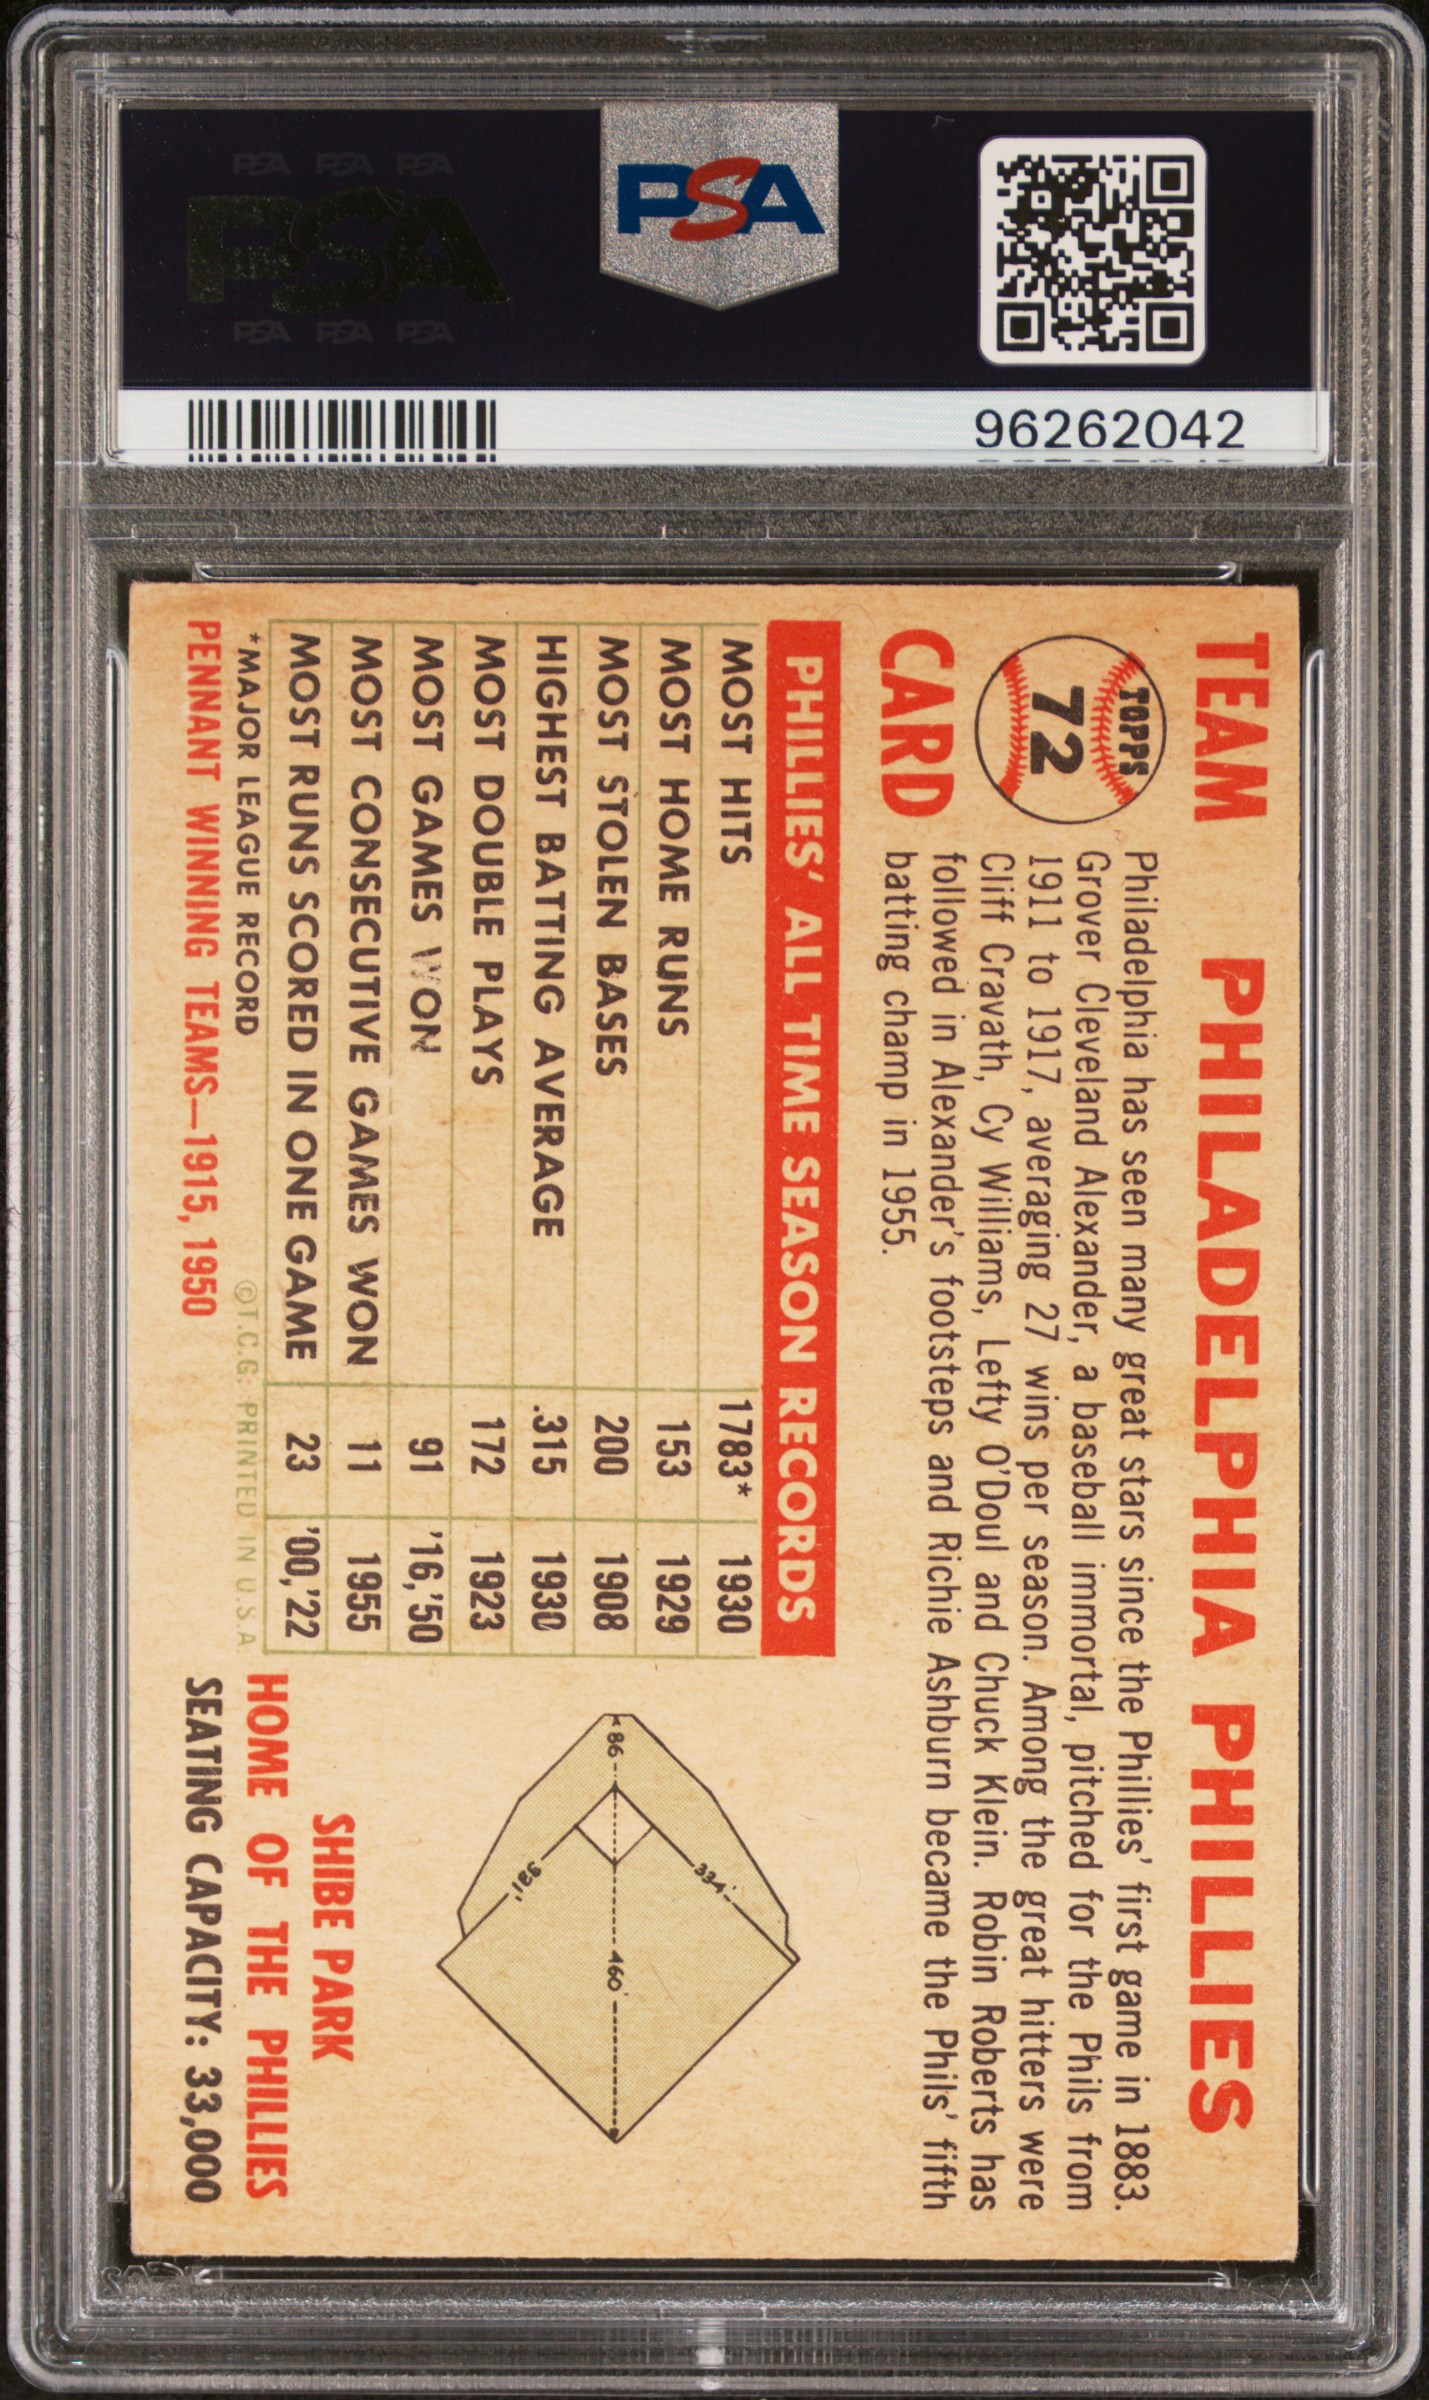 PSA PSA PSA
PSA
PSA PSA PSA
PSA
96262042
TEAM PHILADELPHIA PHILLIES
TOPPS
72
CARD
Philadelphia has seen many great stars since the Phillies' first game in 1883.
Grover Cleveland Alexander, a baseball immortal, pitched for the Phils from
1911 to 1917, averaging 27 wins per season. Among the great hitters were
Cliff Cravath, Cy Williams, Lefty O'Doul and Chuck Klein. Robin Roberts has
followed in Alexander's footsteps and Richie Ashburn became the Phils' fifth
batting champ in 1955.
PHILLIES' ALL TIME SEASON RECORDS
MOST HITS 1783* 1930
MOST HOME RUNS 153 1929
MOST STOLEN BASES 200 1908
HIGHEST BATTING AVERAGE .315 1930
MOST DOUBLE PLAYS 172 1923
MOST GAMES WON 91 '16,'50
MOST CONSECUTIVE GAMES WON 11 1955
MOST RUNS SCORED IN ONE GAME 23 '00,'22
*MAJOR LEAGUE RECORD
©T.C.G. PRINTED IN U.S.A.
PENNANT WINNING TEAMS—1915, 1950
86
334'
460'
SHIBE PARK
HOME OF THE PHILLIES
SEATING CAPACITY: 33,000